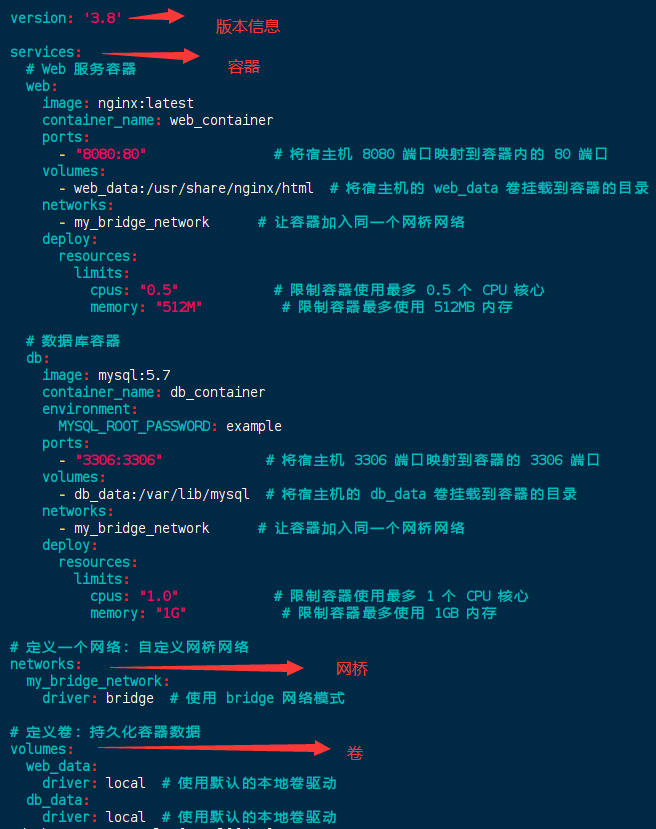 version: '3.8'
版本信息
services:
容器
# Web 服务容器
web:
image: nginx:latest
container_name: web_container
ports:
- "8080:80" # 将宿主机 8080 端口映射到容器内的 80 端口
volumes:
- web_data:/usr/share/nginx/html # 将宿主机的 web_data 卷挂载到容器的目录
networks:
- my_bridge_network # 让容器加入同一个网桥网络
deploy:
resources:
limits:
cpus: "0.5" # 限制容器使用最多 0.5 个 CPU 核心
memory: "512M" # 限制容器最多使用 512MB 内存
# 数据库容器
db:
image: mysql:5.7
container_name: db_container
environment:
MYSQL_ROOT_PASSWORD: example
ports:
- "3306:3306" # 将宿主机 3306 端口映射到容器的 3306 端口
volumes:
- db_data:/var/lib/mysql # 将宿主机的 db_data 卷挂载到容器的目录
networks:
- my_bridge_network # 让容器加入同一个网桥网络
deploy:
resources:
limits:
cpus: "1.0" # 限制容器使用最多 1 个 CPU 核心
memory: "1G" # 限制容器最多使用 1GB 内存
# 定义一个网络：自定义网桥网络
networks:
网桥
my_bridge_network:
driver: bridge # 使用 bridge 网络模式
# 定义卷：持久化容器数据
volumes:
卷
web_data:
driver: local # 使用默认的本地卷驱动
db_data:
driver: local # 使用默认的本地卷驱动